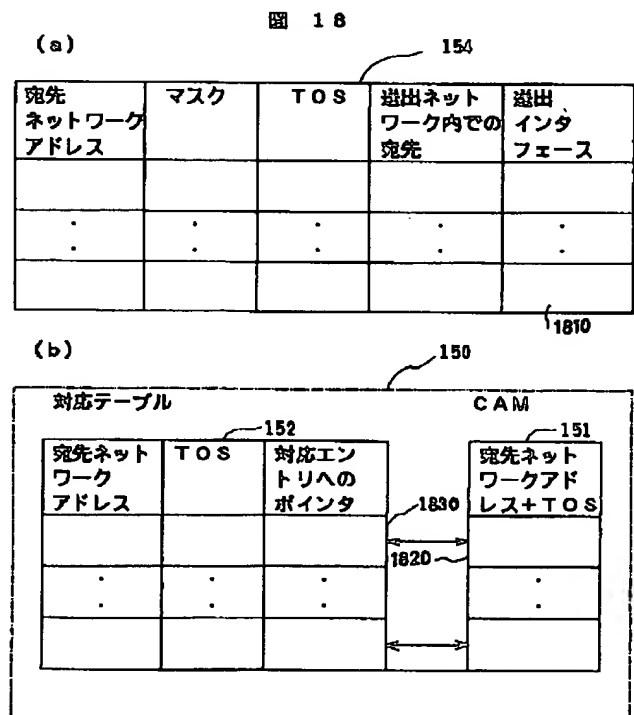 図 18
(a)
154
宛先
ネットワーク
アドレス
マスク
TOS
送出ネット
ワーク内での
宛先
送出
インタ
フェース
1810
(b)
150
対応テーブル
CAM
152
151
宛先ネット
ワーク
アドレス
TOS
対応エン
トリへの
ポインタ
宛先ネット
ワークアド
レス+TOS
1830
1820